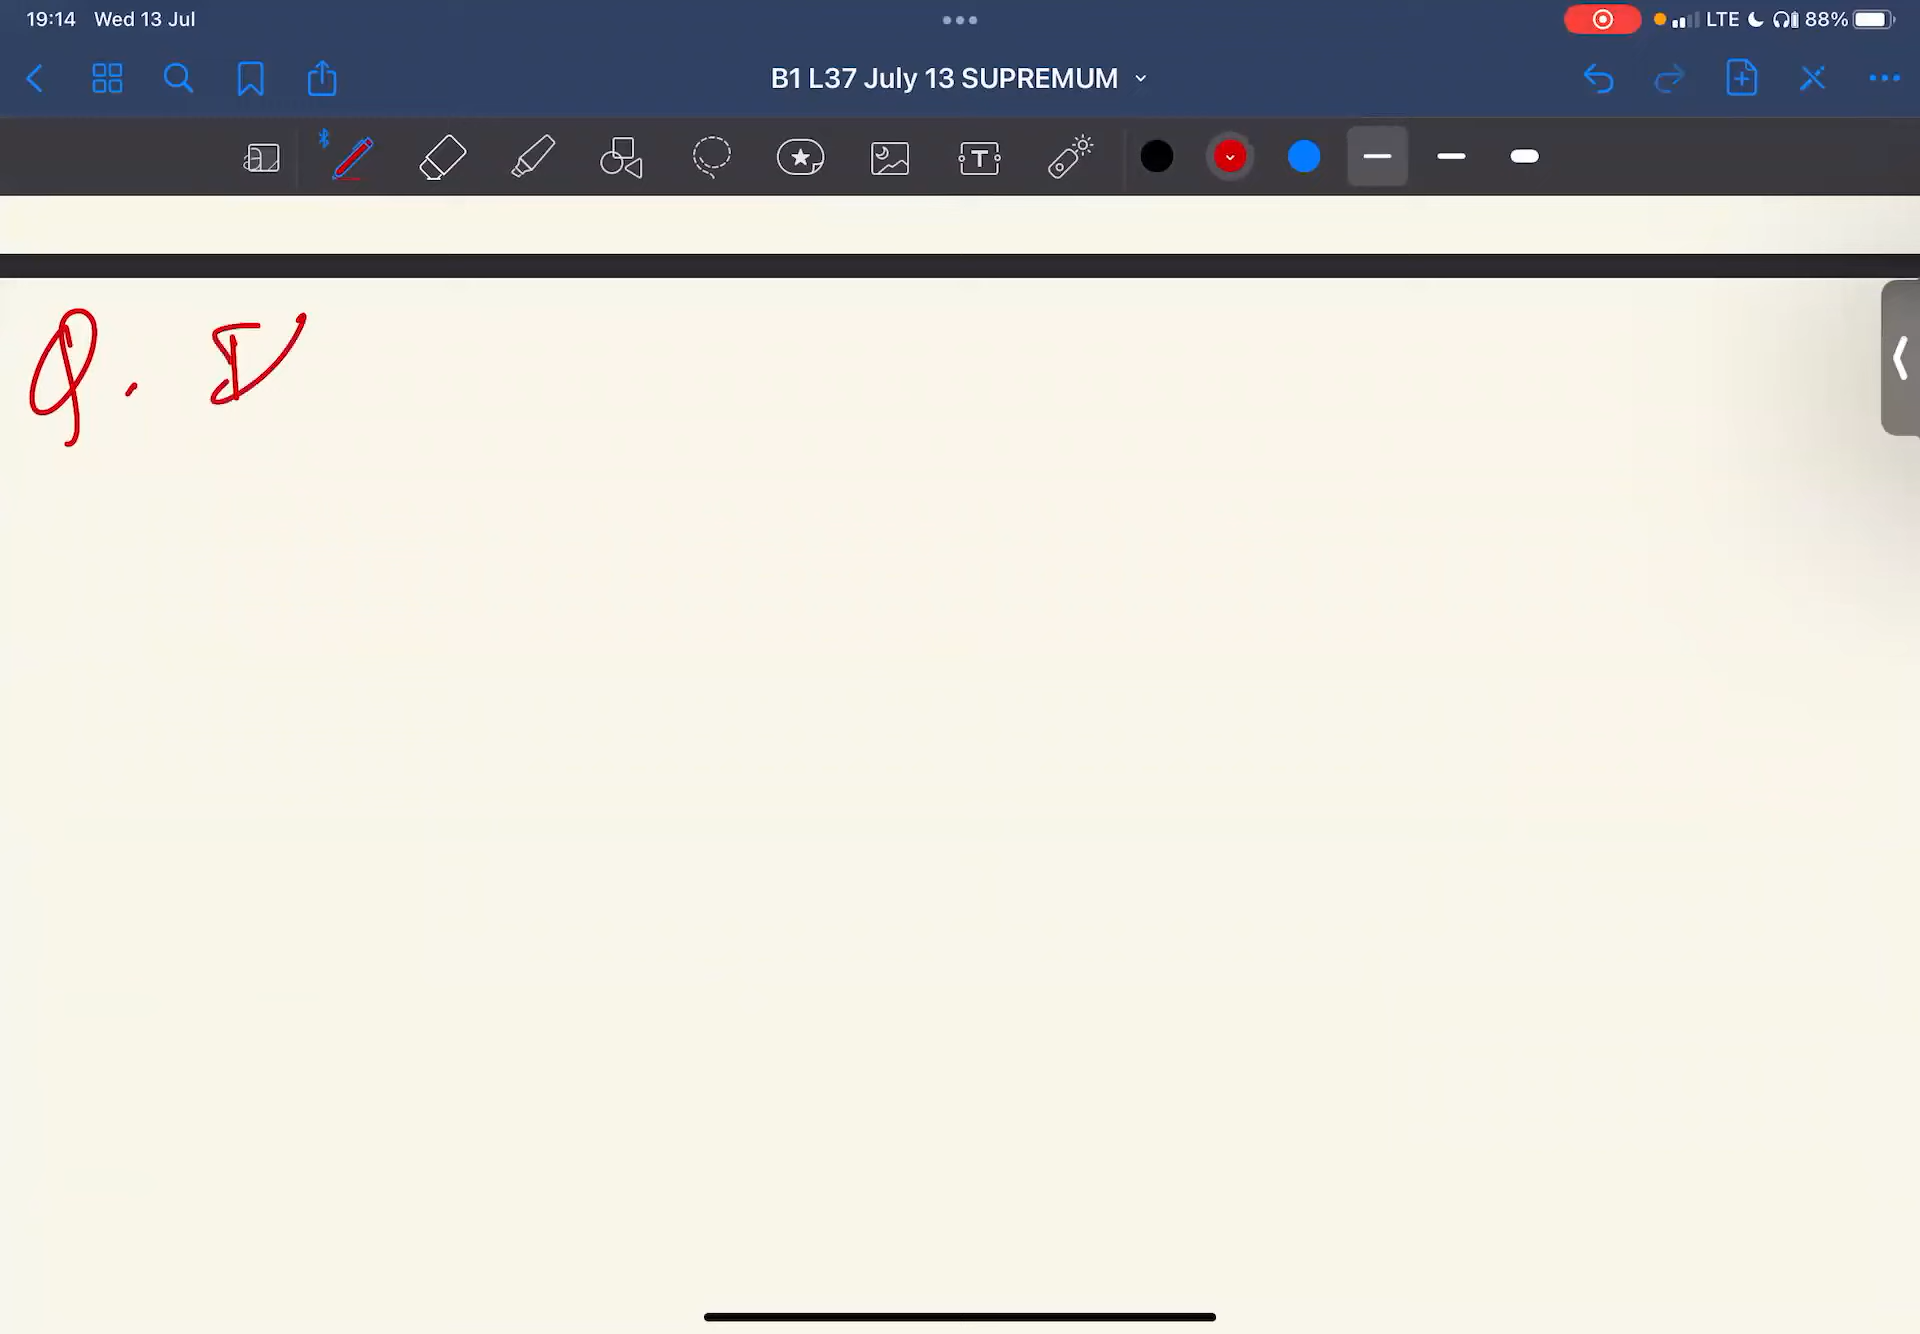 19:14 Wed 13 Jul
LTE 88%
B1 L37 July 13 SUPREMUM
T
Q.